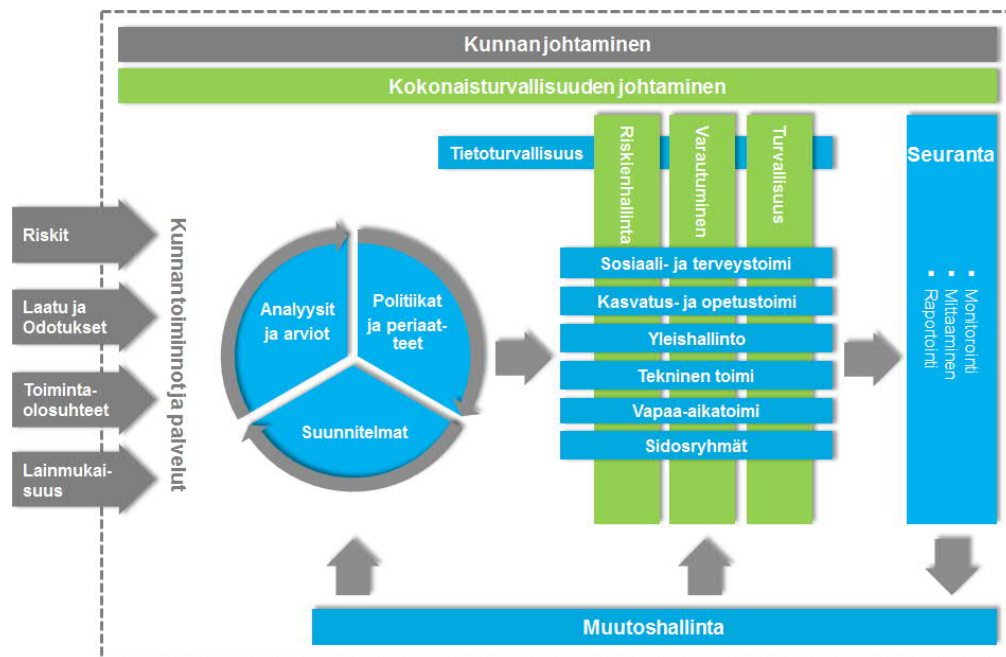 Kunnan johtaminen
Kokonaisturvallisuuden johtaminen
Tietoturvallisuus
Riskienhallinta
Varautuminen
Turvallisuus
Seuranta
Riskit
Laatu ja
Odotukset
Toiminta-
olosuhteet
Lainmukai-
suus
Kunnan toiminnot ja palvelut
Analyysit
ja arviot
Politiikat
ja periaat-
teet
Suunnitelmat
Sosiaali- ja terveystoimi
Kasvatus- ja opetustoimi
Yleishallinto
Tekninen toimi
Vapaa-aikatoimi
Sidosryhmät
▪ Monitorointi
▪ Mittaaminen
▪ Raportointi
Muutoshallinta